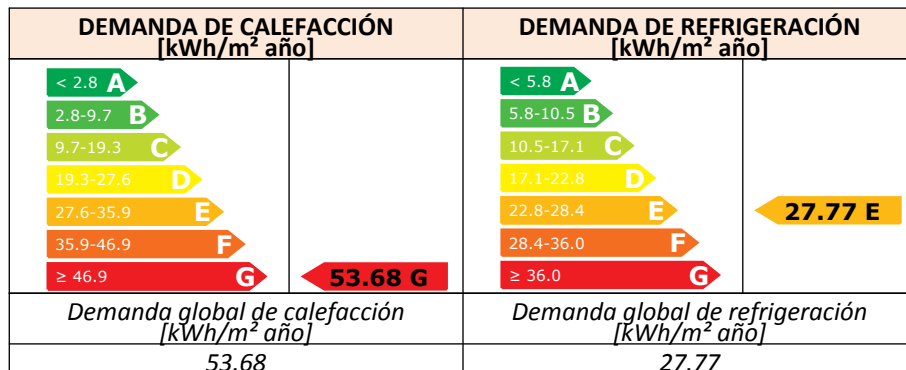 DEMANDA DE CALEFACCIÓN
[kWh/m² año]
DEMANDA DE REFRIGERACIÓN
[kWh/m² año]
< 2.8 A
2.8-9.7 B
9.7-19.3 C
19.3-27.6 D
27.6-35.9 E
35.9-46.9 F
≥ 46.9 G
53.68 G
< 5.8 A
5.8-10.5 B
10.5-17.1 C
17.1-22.8 D
22.8-28.4 E
28.4-36.0 F
≥ 36.0 G
27.77 E
Demanda global de calefacción
[kWh/m² año]
Demanda global de refrigeración
[kWh/m² año]
53.68
27.77